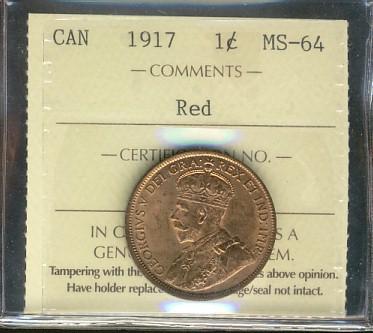 CAN 1917 1¢ MS-64
— COMMENTS —
Red
— CERTIFI N NO. —
GEORGIVS V DEI GRA: REX ET IND: IMP:
IN C S A
GEN EM.
Tampering with th s above opinion.
Have holder replac ge/seal not intact.